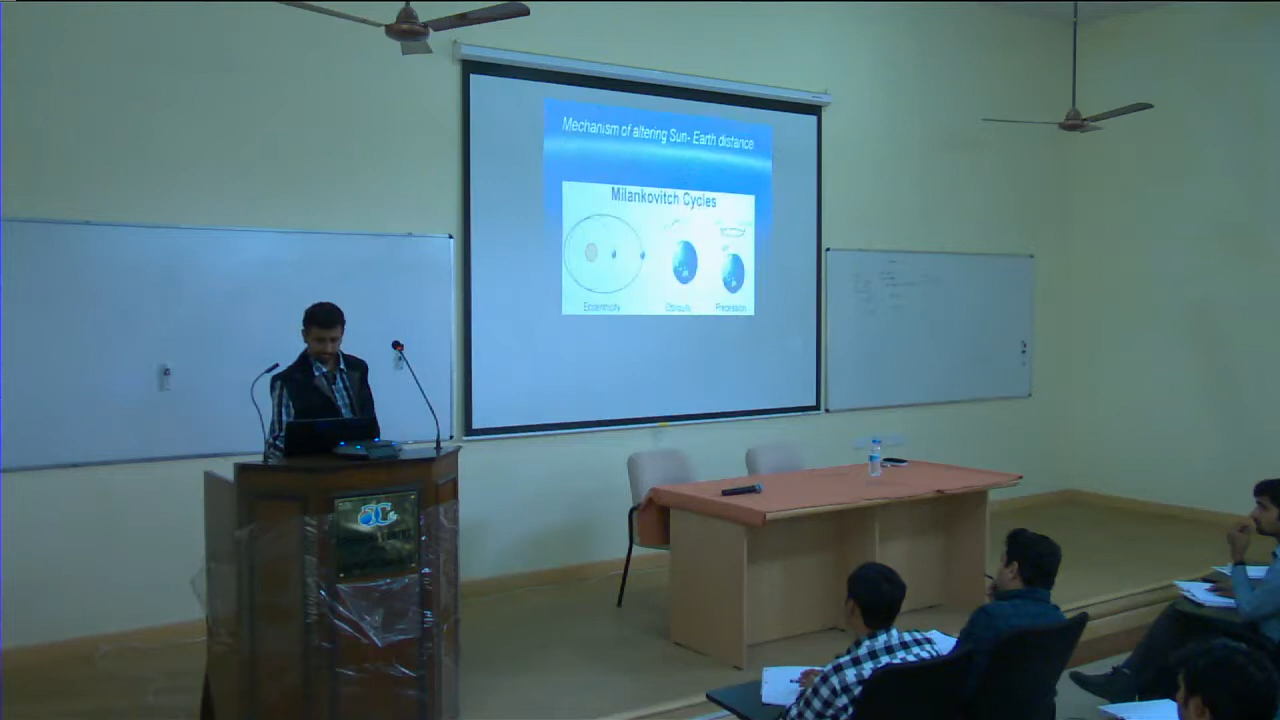 Mechanism of altering Sun- Earth distance
Milankovitch Cycles
Eccentricity Obliquity Precession